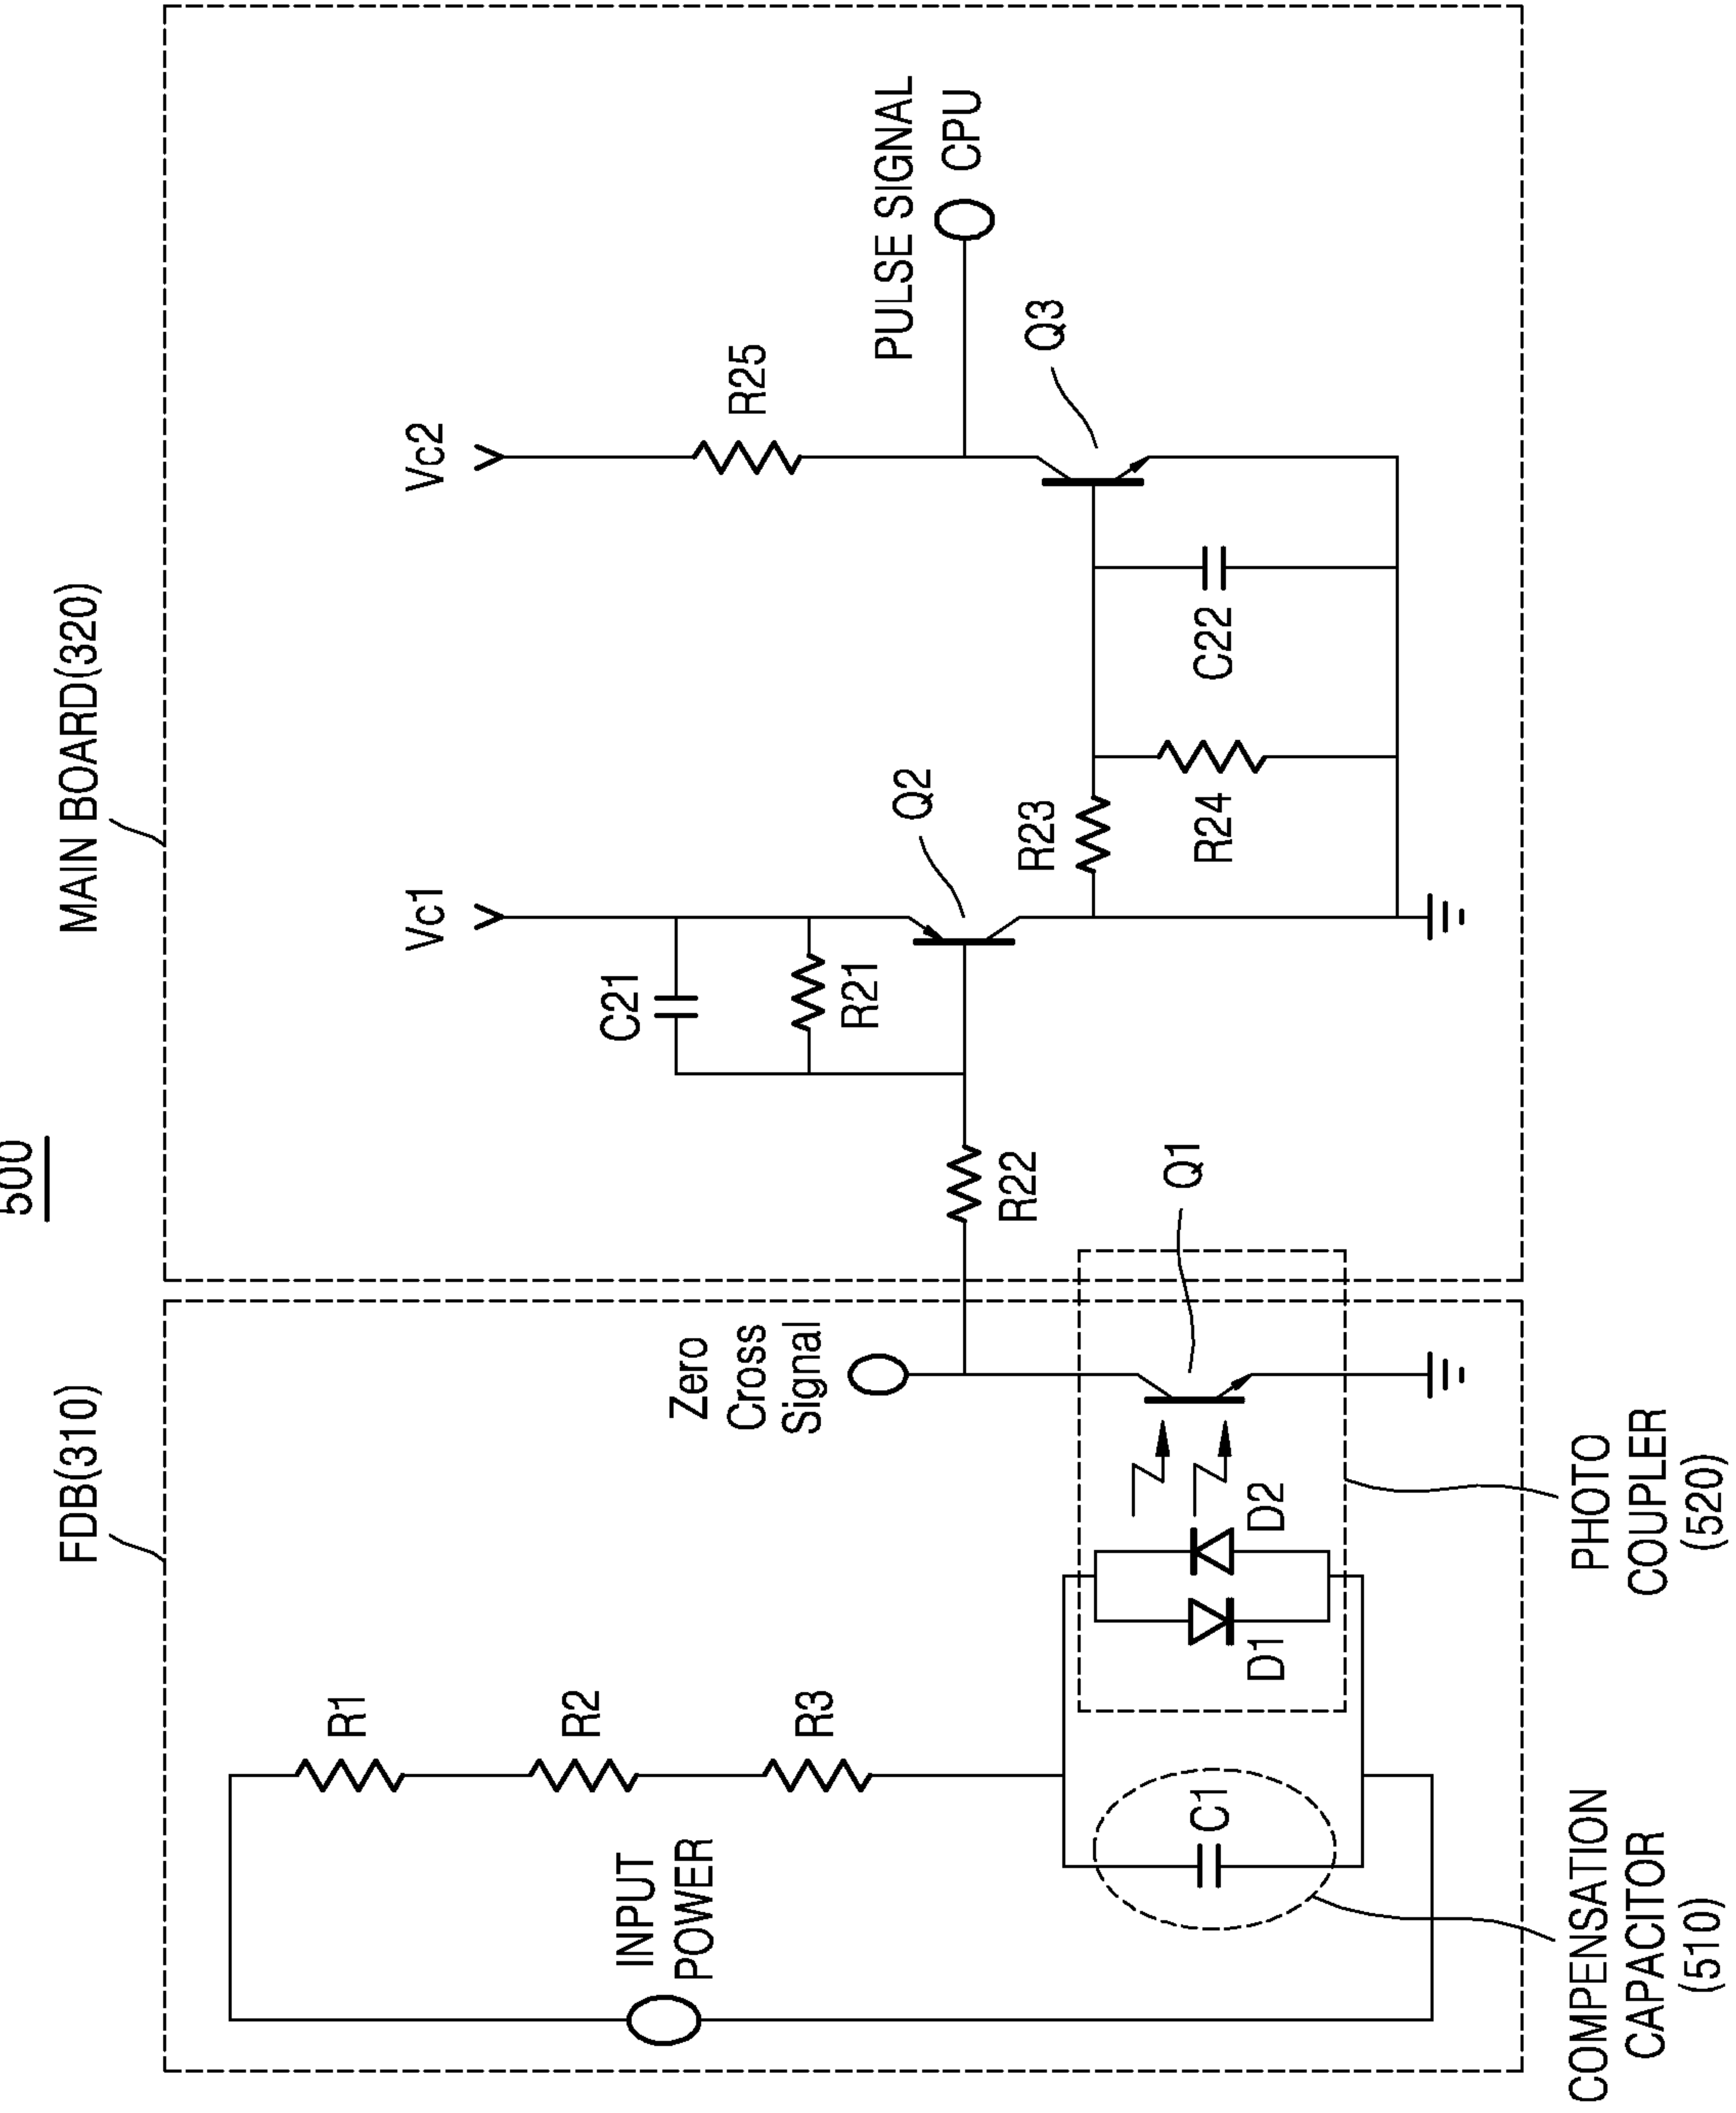 500
FDB(310)
MAIN BOARD(320)
INPUT
POWER
R1
R2
R3
C1
D1
D2
Zero
Cross
Signal
Q1
R22
C21
R21
Vc1
Q2
R23
R24
C22
Vc2
R25
Q3
PULSE SIGNAL
CPU
COMPENSATION
CAPACITOR
(510)
PHOTO
COUPLER
(520)